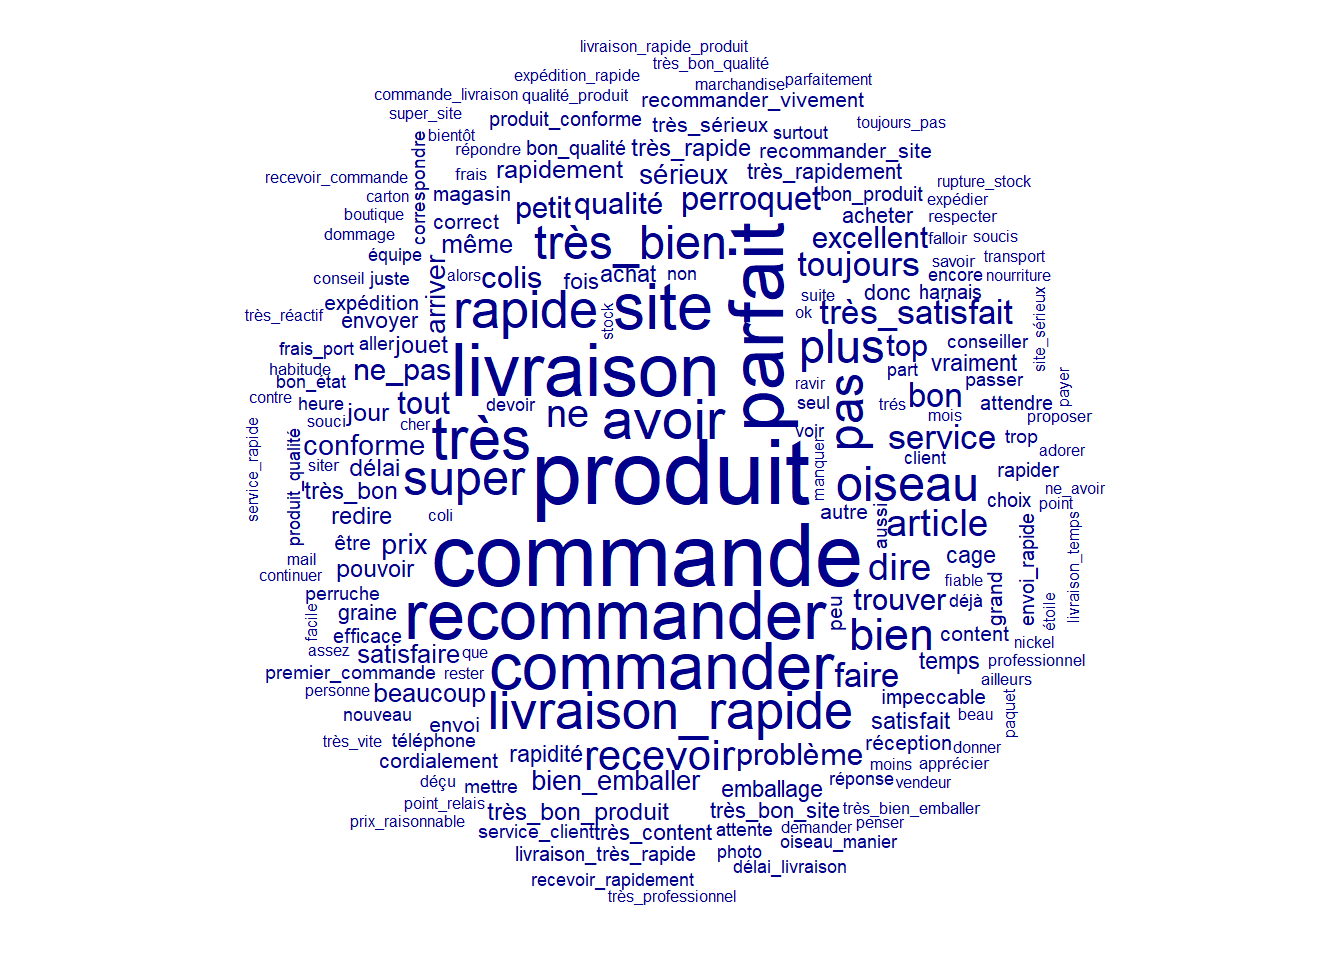 livraison_rapide_produit
très_bon_qualité
expédition_rapide
marchandise
parfaitement
commande_livraison
qualité_produit
recommander_vivement
super_site
produit_conforme
très_sérieux
surtout
toujours_pas
bientôt
correspondre
répondre
bon_qualité
très_rapide
recommander_site
recevoir_commande
frais
rapidement
sérieux
très_rapidement
rupture_stock
carton
magasin
petit
qualité
perroquet
bon_produit
expédier
boutique
correct
acheter
respecter
dommage
même
très_bien
parfait
excellent
falloir
soucis
équipe
arriver
toujours
savoir
transport
conseil
juste
alors
colis
fois
achat
non
encore
nourriture
expédition
rapide
site
suite
donc
harnais
très_réactif
envoyer
stock
ok
très_satisfait
site_sérieux
frais_port
aller
jouet
livraison
plus
top
conseiller
habitude
bon_état
ne_pas
part
vraiment
contre
heure
jour
tout
devoir
ravir
pas
bon
passer
payer
souci
cher
ne
avoir
seul
trés
mois
attendre
proposer
service_rapide
produit_qualité
conforme
très
voir
service
trop
siter
délai
super
produit
manquer
client
rapider
adorer
très_bon
oiseau
choix
ne_avoir
point
redire
coli
autre
aussi
article
envoi_rapide
livraison_temps
être
prix
commande
dire
cage
mail
continuer
pouvoir
fiable
grand
étoile
perruche
graine
recommander
peu
trouver
déjà
facile
efficace
bien
content
nickel
assez
satisfaire
que
commander
faire
temps
professionnel
premier_commande
rester
ailleurs
personne
beaucoup
impeccable
paquet
nouveau
envoi
livraison_rapide
satisfait
beau
très_vite
téléphone
rapidité
recevoir
problème
réception
donner
cordialement
moins
apprécier
déçu
mettre
bien_emballer
emballage
réponse
vendeur
point_relais
très_bon_produit
très_bon_site
très_bien_emballer
prix_raisonnable
service_client
très_content
attente
demander
penser
livraison_très_rapide
photo
oiseau_manier
délai_livraison
recevoir_rapidement
très_professionnel